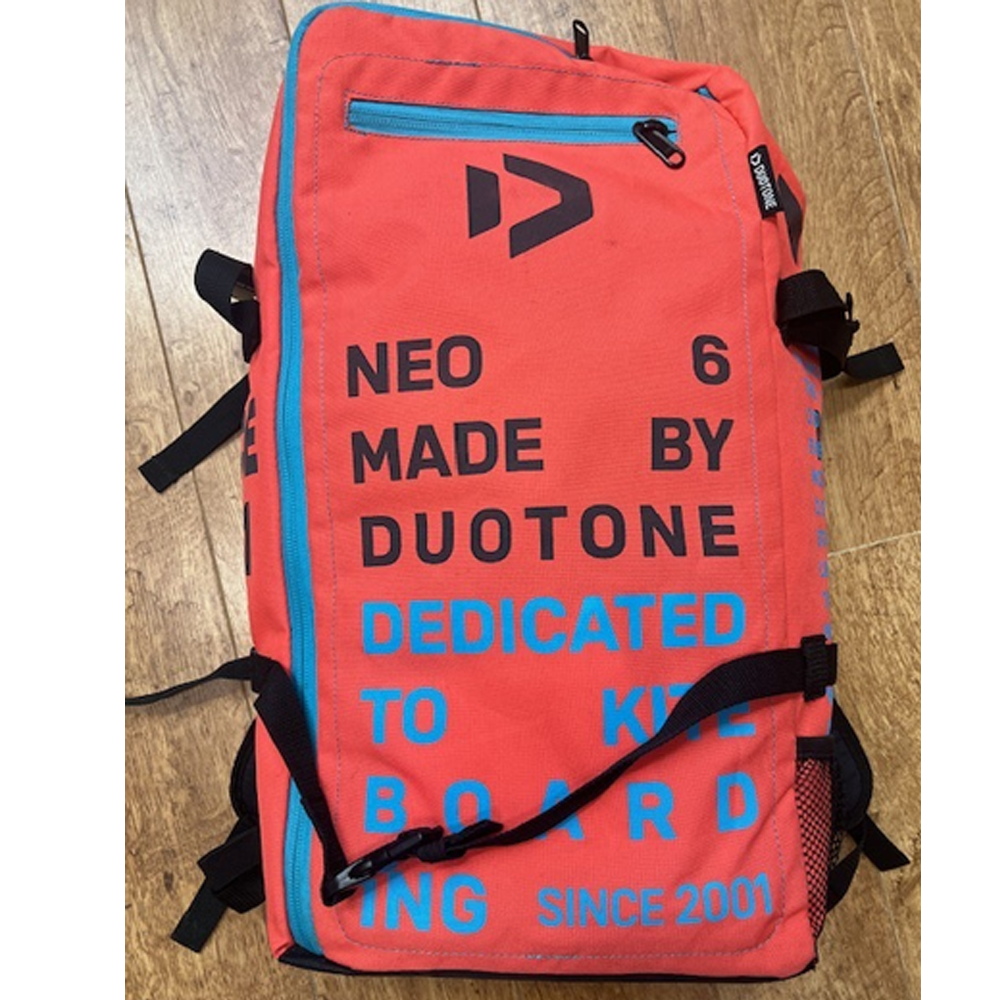 DUOTONE
NEO 6
MADE BY
DUOTONE
DEDICATED
TO KITE
BOARD
ING SINCE 2001